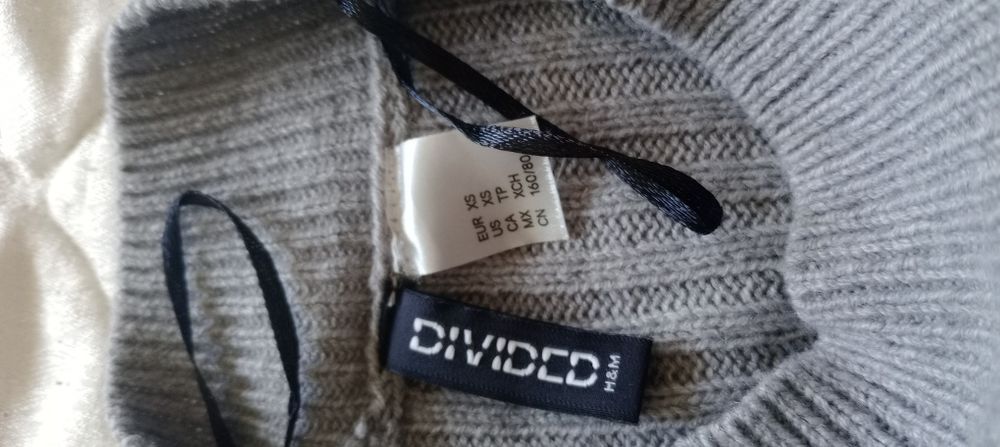 EUR XS
US XS
CA TP
MX XCH
CN 160/80
DIVIDED
H&M